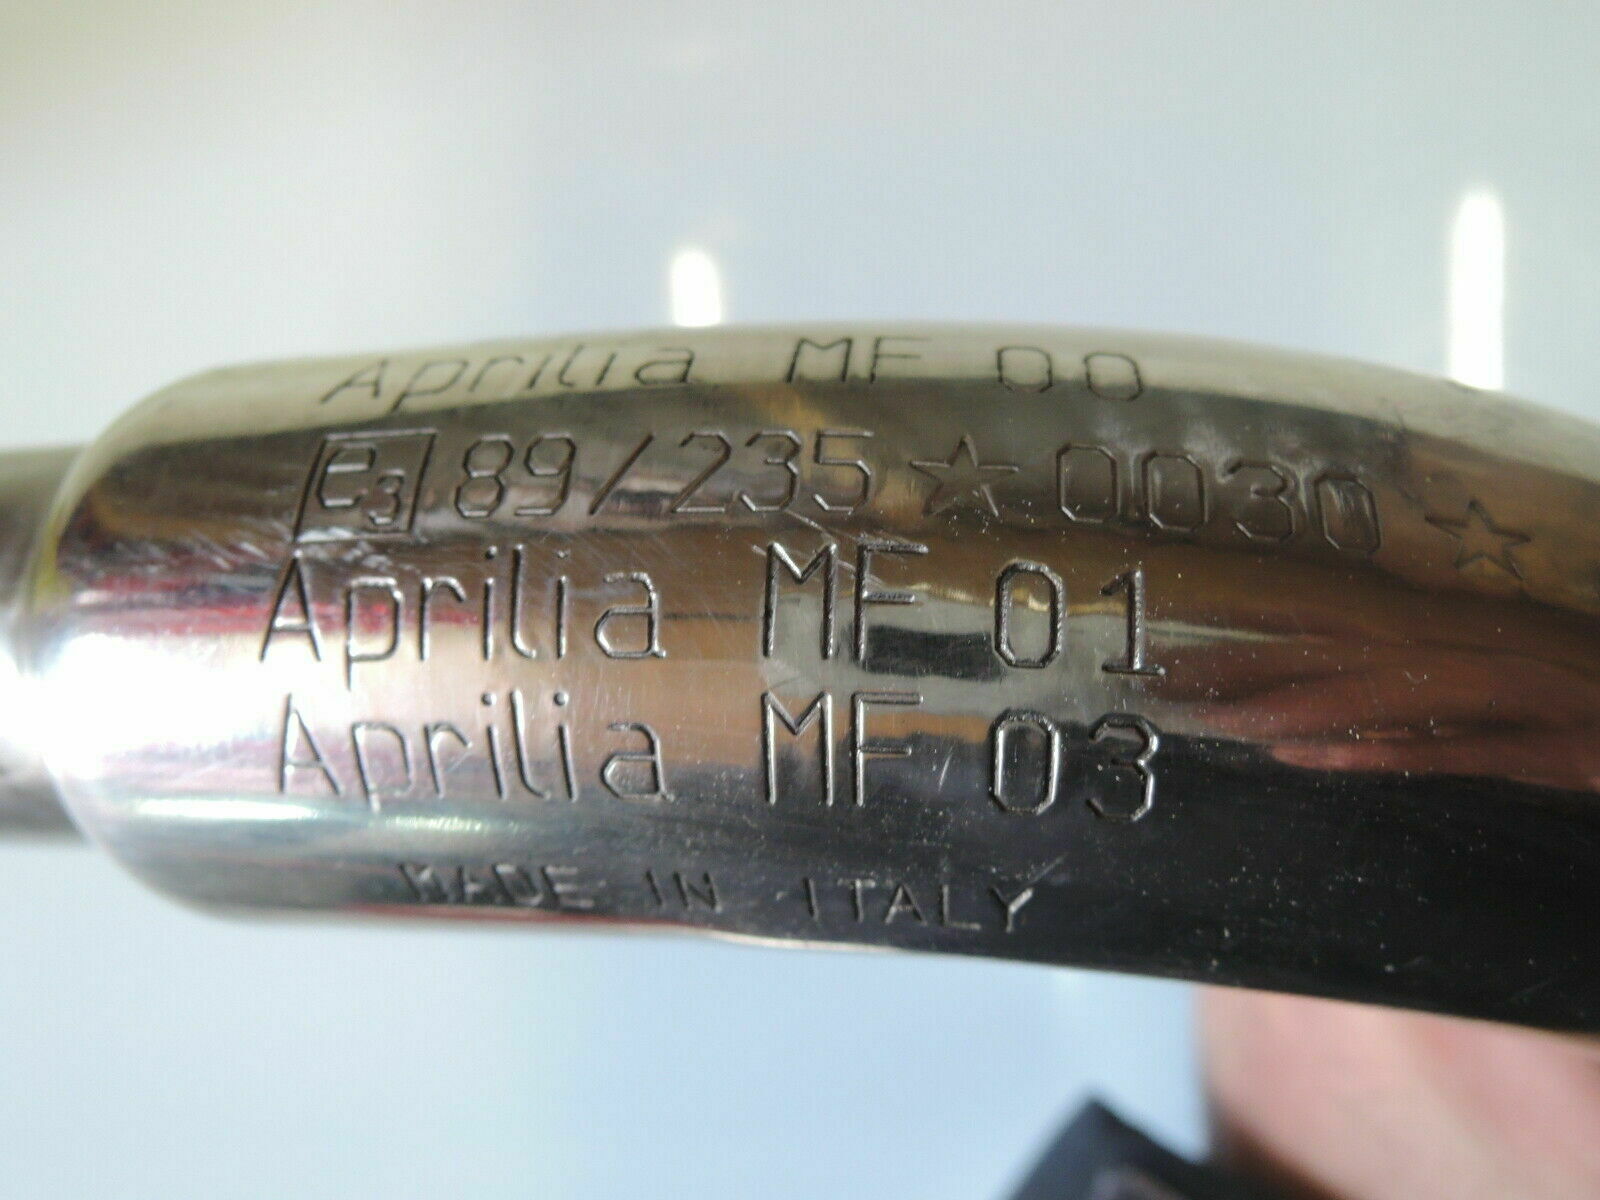 Aprilia MF 00
e3 89/235 ☆ 0030 ☆
Aprilia MF 01
Aprilia MF 03
MADE IN ITALY